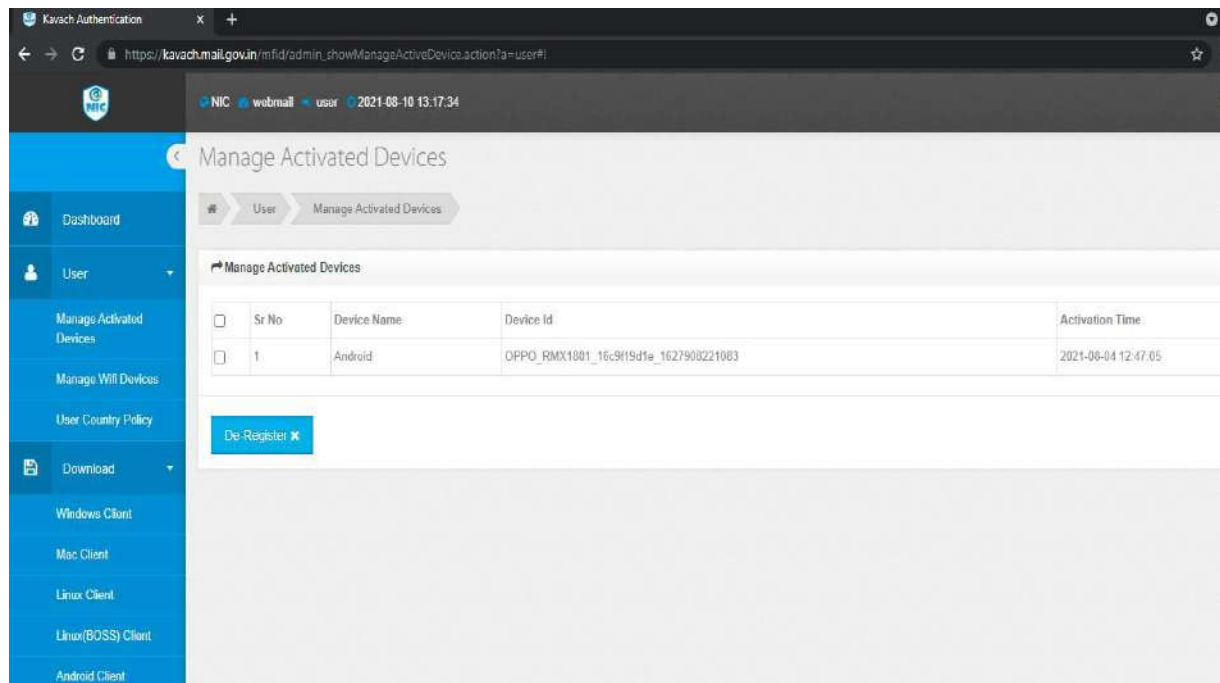 Kavach Authentication
https://kavach.mail.gov.in/mfid/admin_showManageActiveDevice.action?a=user#!
@
NIC
NIC webmail user 2021-08-10 13:17:34
Manage Activated Devices
User Manage Activated Devices
Dashboard
User
Manage Activated
Devices
Manage Wifi Devices
User Country Policy
Download
Windows Client
Mac Client
Linux Client
Linux(BOSS) Client
Android Client
Manage Activated Devices
Sr No Device Name Device Id Activation Time
1 Android OPPO_RMX1801_16c9f19d1e_1627908221083 2021-08-04 12:47:05
De-Register